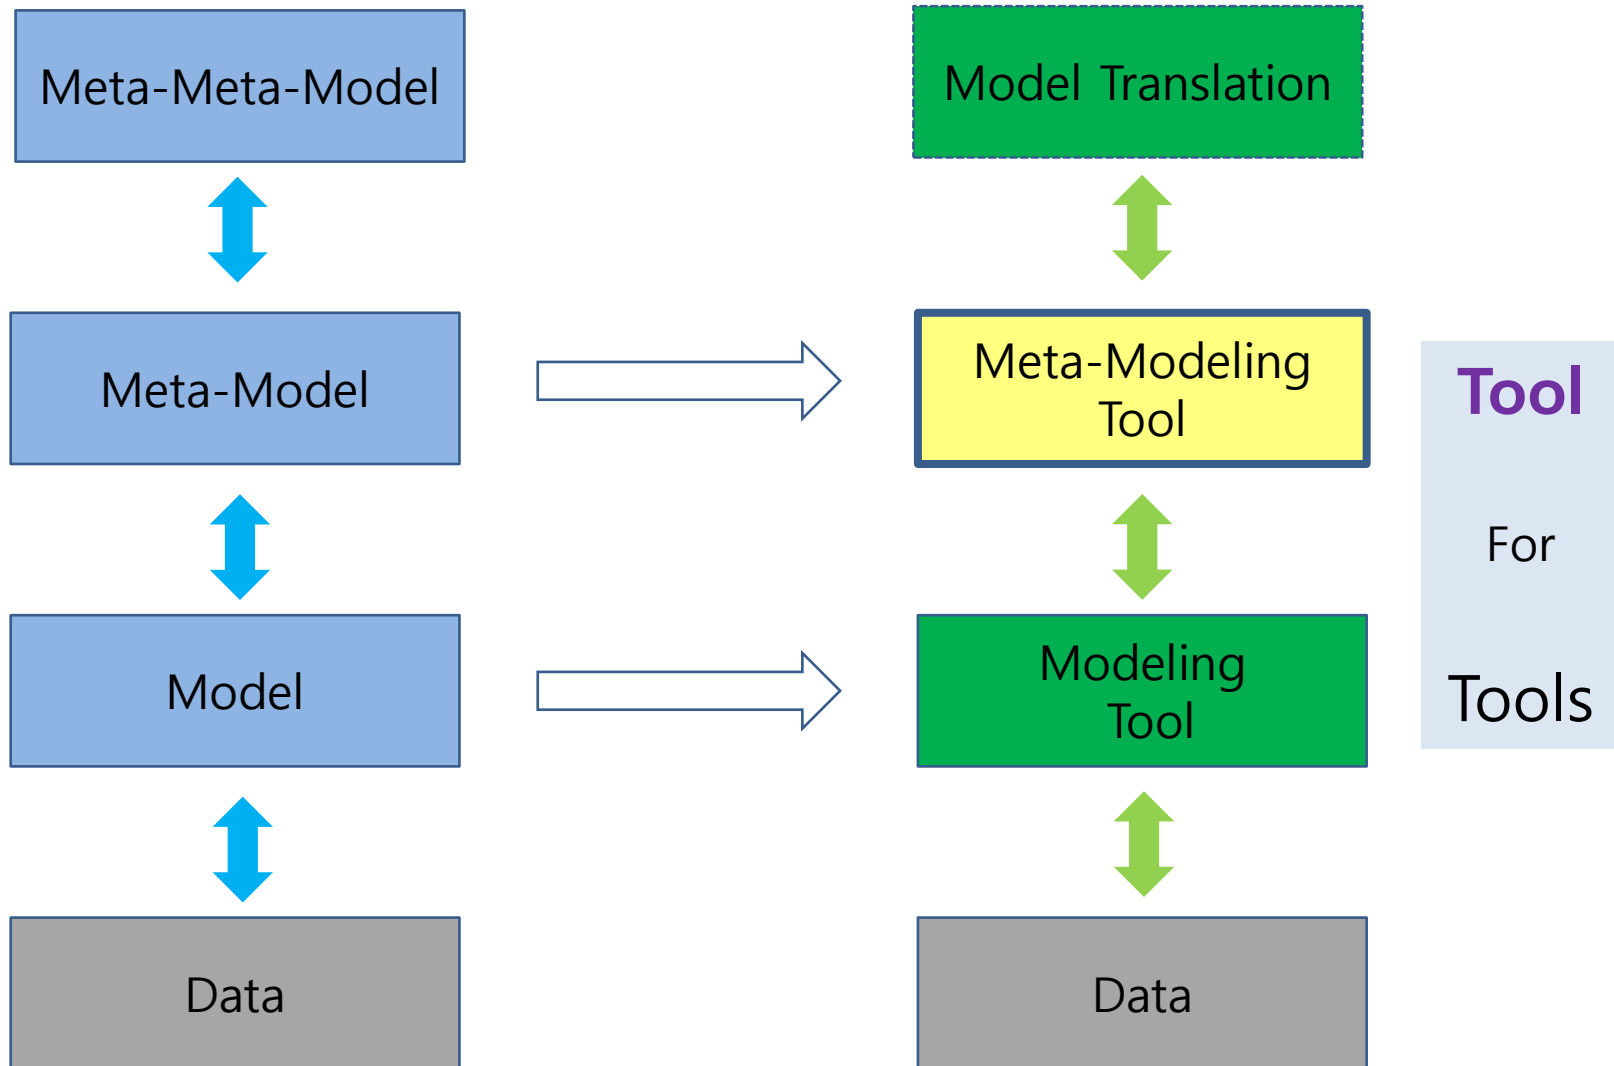 Meta-Meta-Model
Model Translation
Meta-Model
Meta-Modeling
Tool
Tool
For
Tools
Model
Modeling
Tool
Data
Data